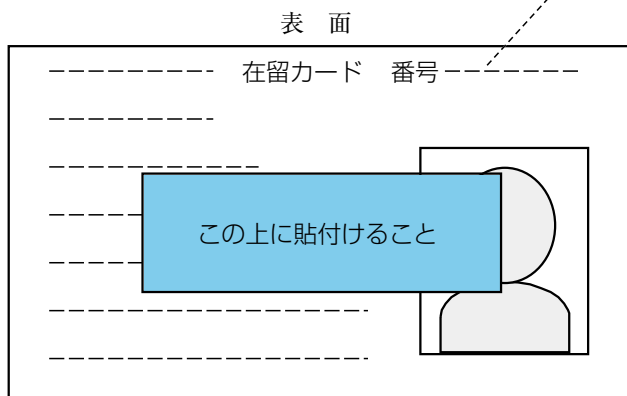 表 面
在留カード 番号
この上に貼付けること